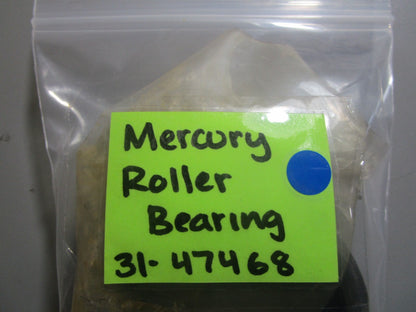 Mercury
Roller
Bearing
31-47468